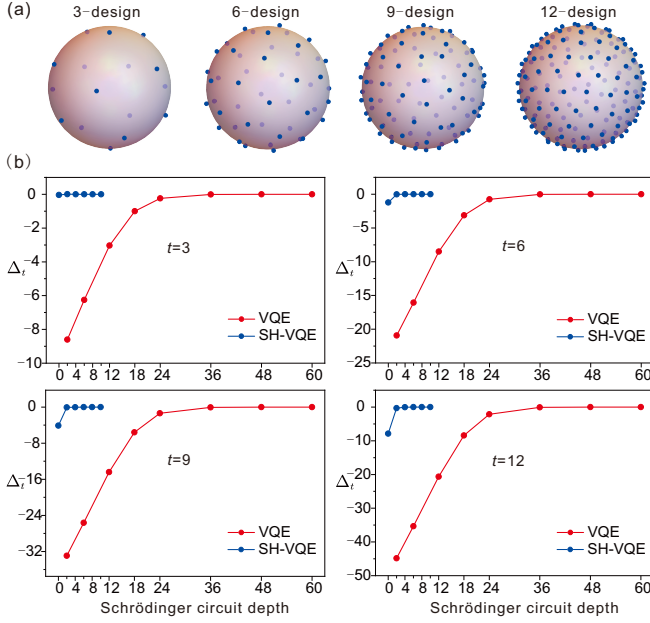 (a)
3−design 6−design 9−design 12−design
(b)
0
−2
−4
−6
−8
−10
Δt
t=3
VQE
SH-VQE
0 4 8 12 18 24 36 48 60
0
−5
−10
−15
−20
−25
Δt
t=6
VQE
SH-VQE
0 4 8 12 18 24 36 48 60
0
−8
−16
−24
−32
Δt
t=9
VQE
SH-VQE
0 4 8 12 18 24 36 48 60
Schrödinger circuit depth
0
−10
−20
−30
−40
−50
Δt
t=12
VQE
SH-VQE
0 4 8 12 18 24 36 48 60
Schrödinger circuit depth